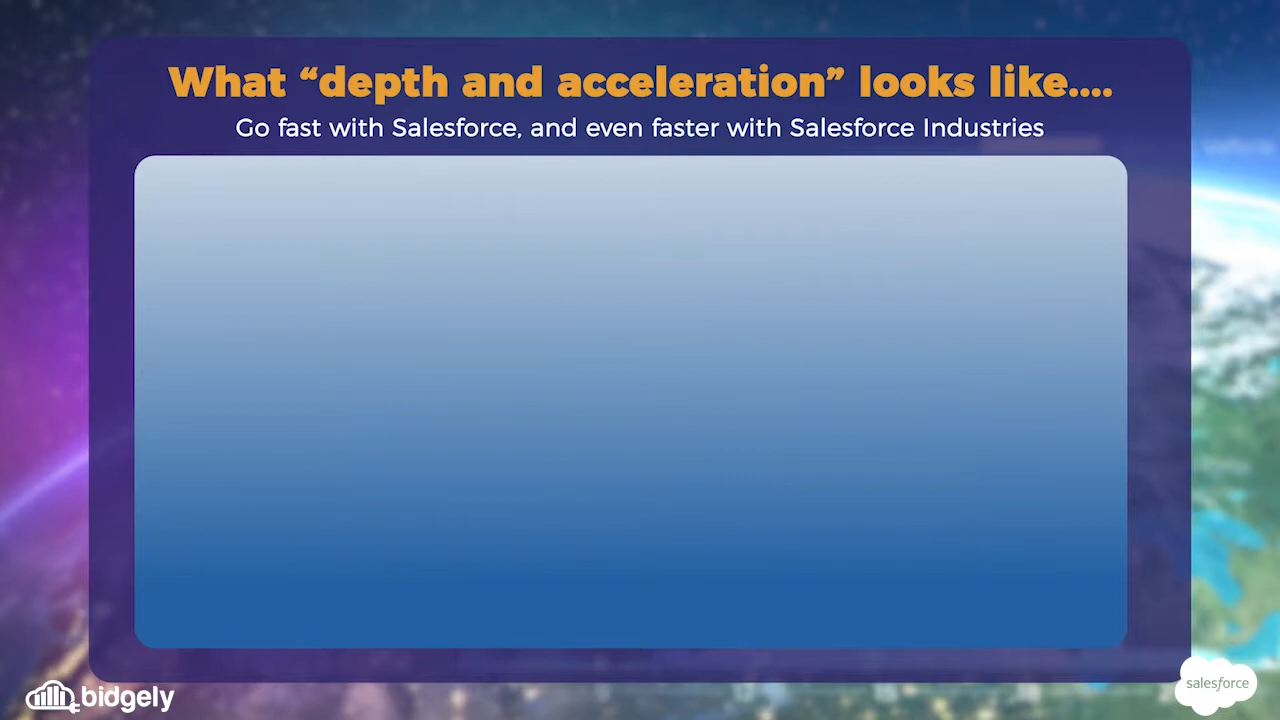 What “depth and acceleration” looks like....
Go fast with Salesforce, and even faster with Salesforce Industries
bidgely
salesforce